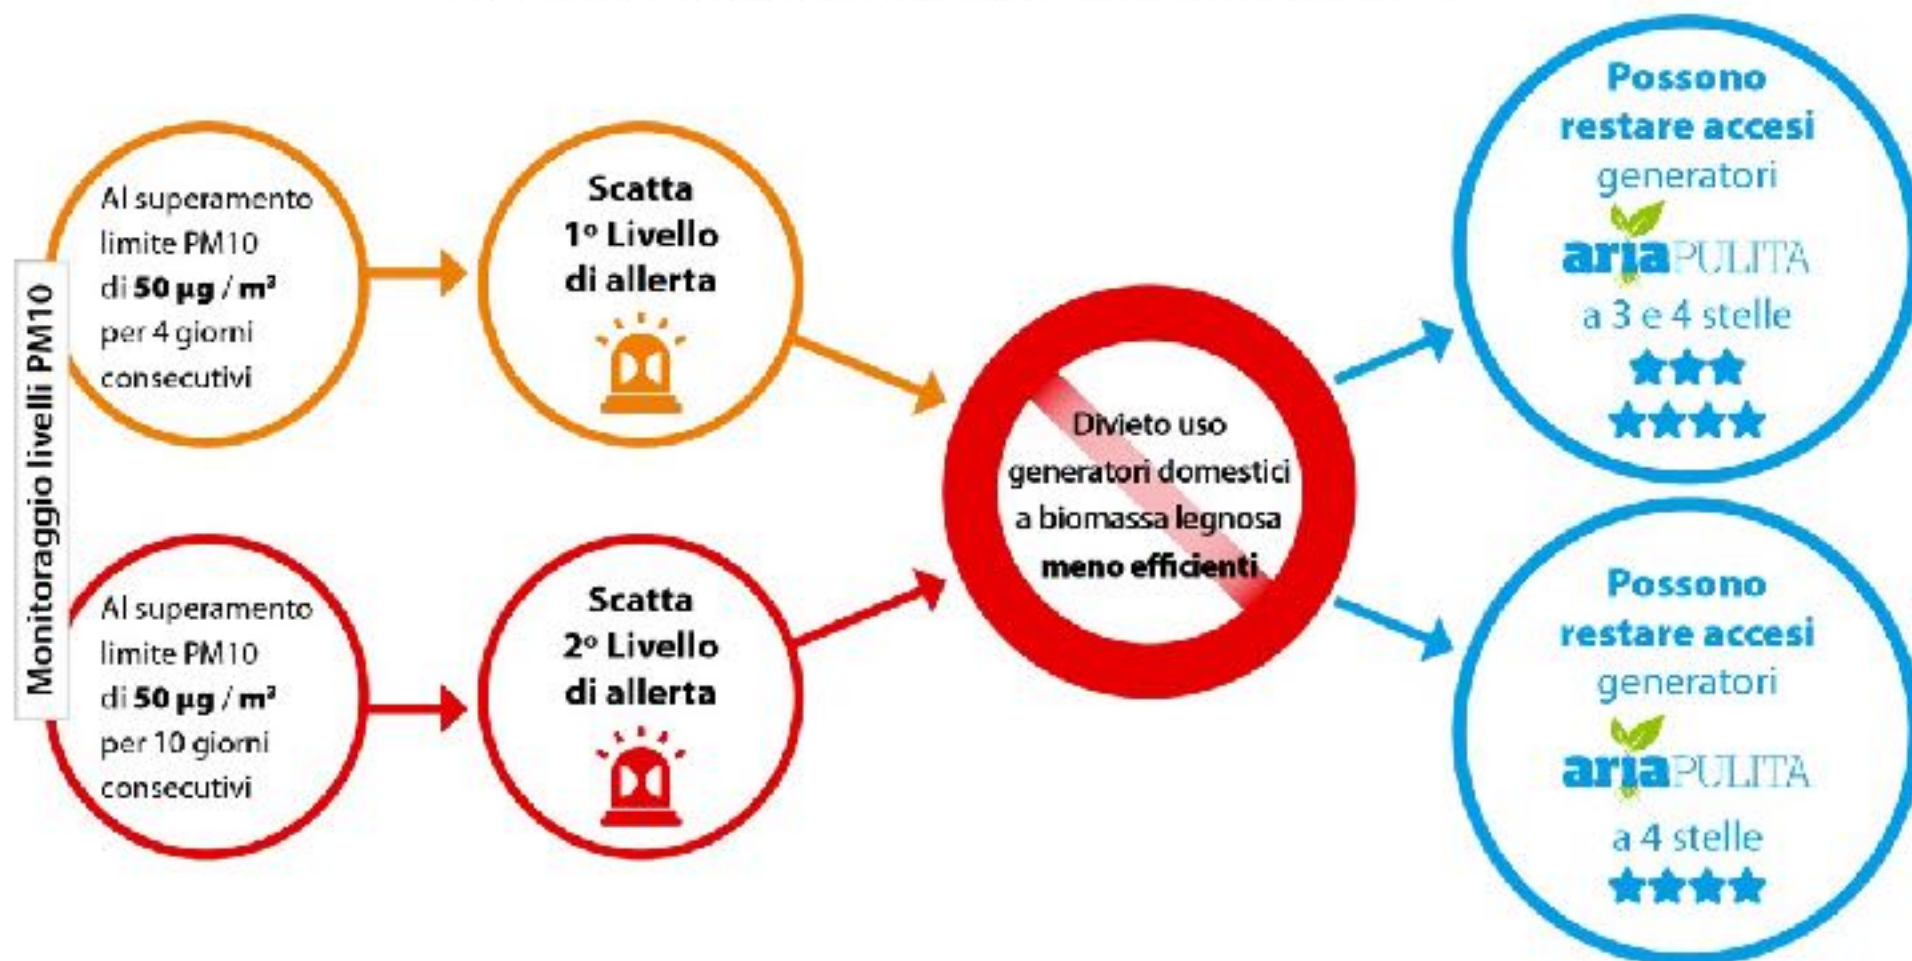 Monitoraggio livelli PM10
Al superamento
limite PM10
di 50 µg / m³
per 4 giorni
consecutivi
Scatta
1º Livello
di allerta
Al superamento
limite PM10
di 50 µg / m³
per 10 giorni
consecutivi
Scatta
2º Livello
di allerta
Divieto uso
generatori domestici
a biomassa legnosa
meno efficienti
Possono
restare accesi
generatori
ariaPULITA
a 3 e 4 stelle
Possono
restare accesi
generatori
ariaPULITA
a 4 stelle